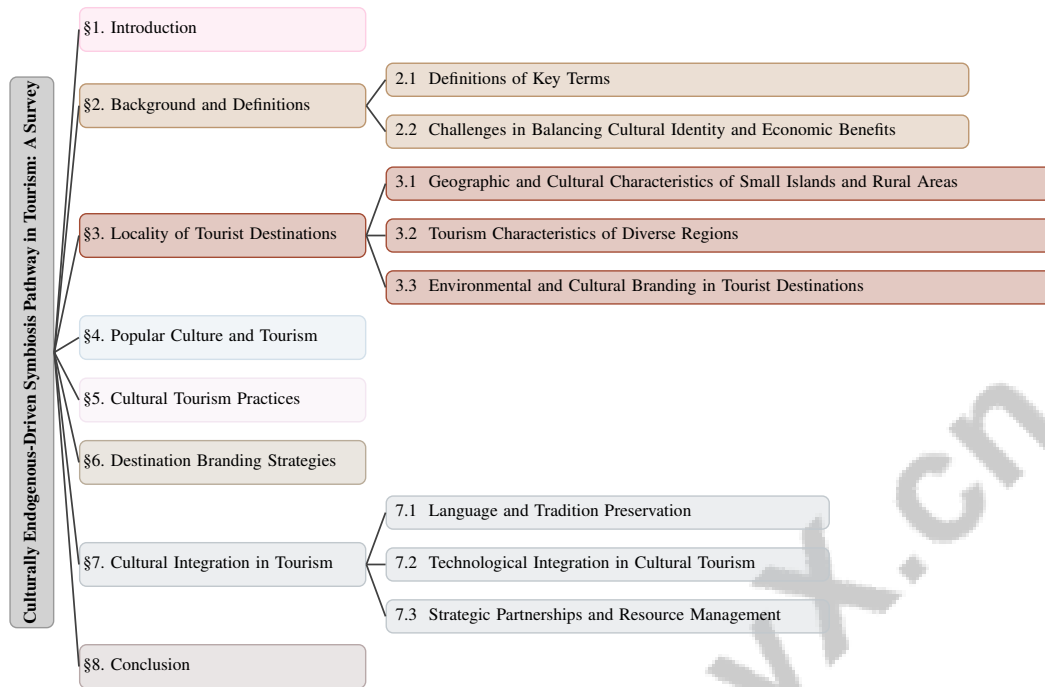 Culturally Endogenous-Driven Symbiosis Pathway in Tourism: A Survey
§1. Introduction
§2. Background and Definitions
2.1 Definitions of Key Terms
2.2 Challenges in Balancing Cultural Identity and Economic Benefits
§3. Locality of Tourist Destinations
3.1 Geographic and Cultural Characteristics of Small Islands and Rural Areas
3.2 Tourism Characteristics of Diverse Regions
3.3 Environmental and Cultural Branding in Tourist Destinations
§4. Popular Culture and Tourism
§5. Cultural Tourism Practices
§6. Destination Branding Strategies
§7. Cultural Integration in Tourism
7.1 Language and Tradition Preservation
7.2 Technological Integration in Cultural Tourism
7.3 Strategic Partnerships and Resource Management
§8. Conclusion
vx.cn